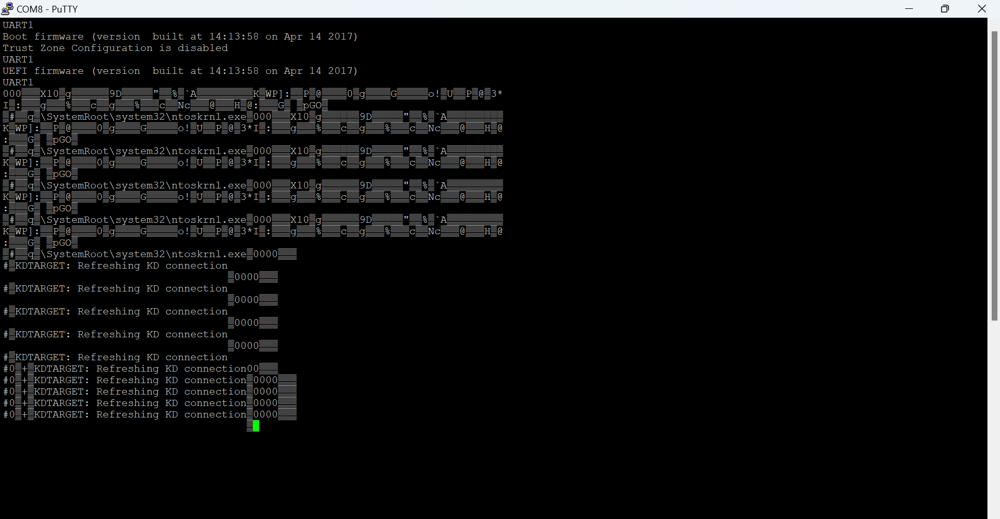 COM8 - PuTTY
UART1
Boot firmware (version  built at 14:13:58 on Apr 14 2017)
Trust Zone Configuration is disabled
UART1
UEFI firmware (version  built at 14:13:58 on Apr 14 2017)
UART1
000▒▒▒X10▒g▒▒▒▒▒▒9D▒▒▒▒▒"▒▒%▒`A▒▒▒▒▒▒▒▒▒K▒WP]:▒▒P▒@▒▒▒▒0▒g▒▒▒▒G▒▒▒▒▒o!▒U▒▒P▒@▒3*
I▒:▒▒▒g▒▒▒%▒▒▒c▒▒g▒▒▒%▒▒▒c▒▒Nc▒▒▒@▒▒▒H▒@:▒▒▒G▒ ▒pGO▒
▒#▒▒q▒\SystemRoot\system32\ntoskrnl.exe▒000▒▒▒X10▒g▒▒▒▒▒▒9D▒▒▒▒▒"▒▒%▒`A▒▒▒▒▒▒▒▒▒
K▒WP]:▒▒P▒@▒▒▒▒0▒g▒▒▒▒G▒▒▒▒▒o!▒U▒▒P▒@▒3*I▒:▒▒▒g▒▒▒%▒▒▒c▒▒g▒▒▒%▒▒▒c▒▒Nc▒▒▒@▒▒▒H▒@
:▒▒▒G▒ ▒pGO▒
▒#▒▒q▒\SystemRoot\system32\ntoskrnl.exe▒000▒▒▒X10▒g▒▒▒▒▒▒9D▒▒▒▒▒"▒▒%▒`A▒▒▒▒▒▒▒▒▒
K▒WP]:▒▒P▒@▒▒▒▒0▒g▒▒▒▒G▒▒▒▒▒o!▒U▒▒P▒@▒3*I▒:▒▒▒g▒▒▒%▒▒▒c▒▒g▒▒▒%▒▒▒c▒▒Nc▒▒▒@▒▒▒H▒@
:▒▒▒G▒ ▒pGO▒
▒#▒▒q▒\SystemRoot\system32\ntoskrnl.exe▒000▒▒▒X10▒g▒▒▒▒▒▒9D▒▒▒▒▒"▒▒%▒`A▒▒▒▒▒▒▒▒▒
K▒WP]:▒▒P▒@▒▒▒▒0▒g▒▒▒▒G▒▒▒▒▒o!▒U▒▒P▒@▒3*I▒:▒▒▒g▒▒▒%▒▒▒c▒▒g▒▒▒%▒▒▒c▒▒Nc▒▒▒@▒▒▒H▒@
:▒▒▒G▒ ▒pGO▒
▒#▒▒q▒\SystemRoot\system32\ntoskrnl.exe▒000▒▒▒X10▒g▒▒▒▒▒▒9D▒▒▒▒▒"▒▒%▒`A▒▒▒▒▒▒▒▒▒
K▒WP]:▒▒P▒@▒▒▒▒0▒g▒▒▒▒G▒▒▒▒▒o!▒U▒▒P▒@▒3*I▒:▒▒▒g▒▒▒%▒▒▒c▒▒g▒▒▒%▒▒▒c▒▒Nc▒▒▒@▒▒▒H▒@
:▒▒▒G▒ ▒pGO▒
▒#▒▒q▒\SystemRoot\system32\ntoskrnl.exe▒0000▒▒▒
#▒KDTARGET: Refreshing KD connection
▒0000▒▒▒
#▒KDTARGET: Refreshing KD connection
▒0000▒▒▒
#▒KDTARGET: Refreshing KD connection
▒0000▒▒▒
#▒KDTARGET: Refreshing KD connection
▒0000▒▒▒
#▒KDTARGET: Refreshing KD connection
#0▒+▒KDTARGET: Refreshing KD connection00▒▒▒
#0▒+▒KDTARGET: Refreshing KD connection▒0000▒▒▒
#0▒+▒KDTARGET: Refreshing KD connection▒0000▒▒▒
#0▒+▒KDTARGET: Refreshing KD connection▒0000▒▒▒
#0▒+▒KDTARGET: Refreshing KD connection▒0000▒▒▒
▒